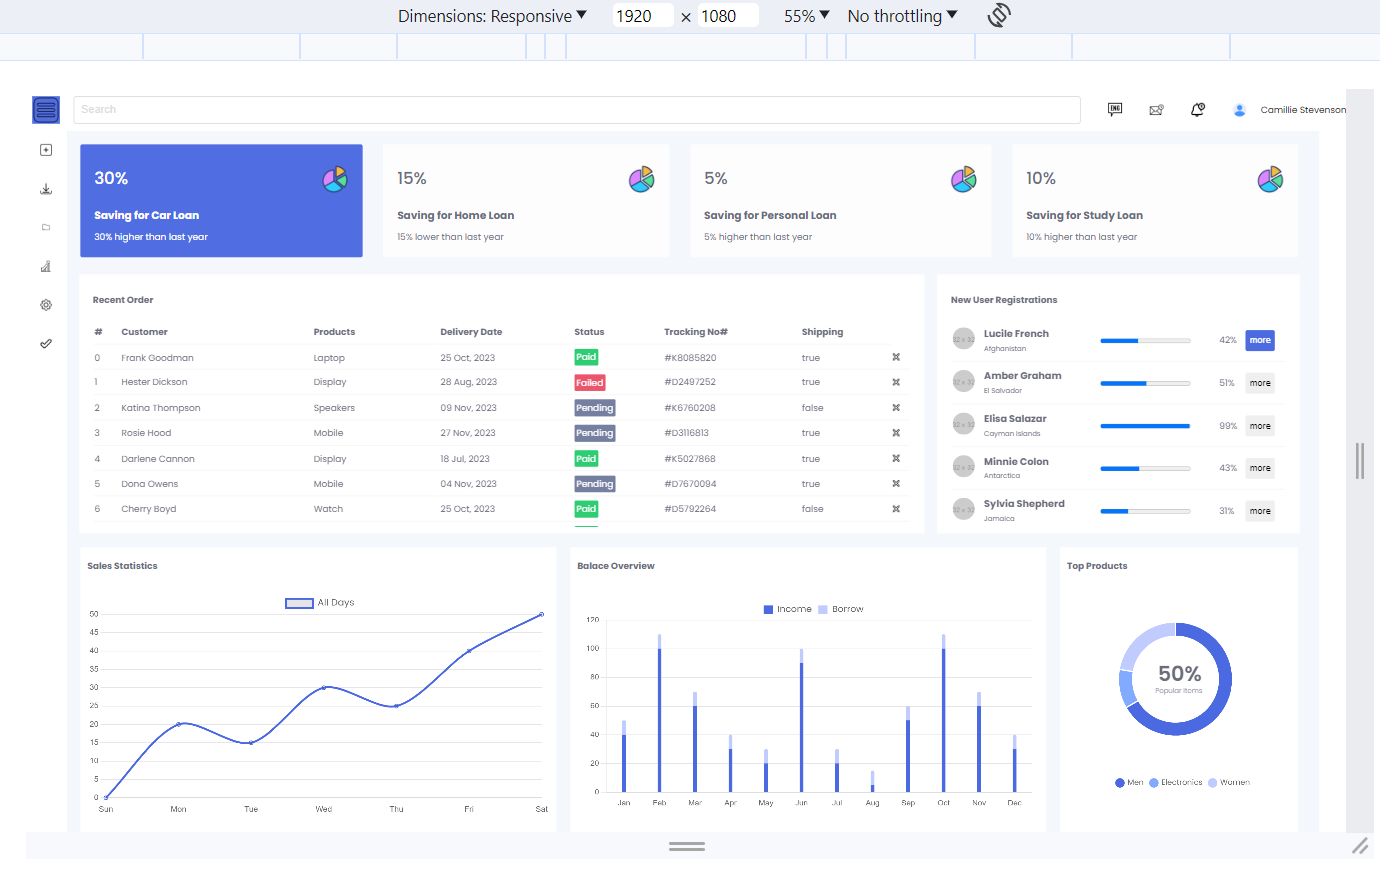 Dimensions: Responsive 1920 × 1080 55% No throttling
Search ENG Camillie Stevenson
30% 15% 5% 10%
Saving for Car Loan Saving for Home Loan Saving for Personal Loan Saving for Study Loan
30% higher than last year 15% lower than last year 5% higher than last year 10% higher than last year
Recent Order
# Customer Products Delivery Date Status Tracking No# Shipping
0 Frank Goodman Laptop 25 Oct, 2023 Paid #K8085820 true
1 Hester Dickson Display 28 Aug, 2023 Failed #D2497252 true
2 Katina Thompson Speakers 09 Nov, 2023 Pending #K6760208 false
3 Rosie Hood Mobile 27 Nov, 2023 Pending #D3116813 true
4 Darlene Cannon Display 18 Jul, 2023 Paid #K5027868 true
5 Dona Owens Mobile 04 Nov, 2023 Pending #D7670094 true
6 Cherry Boyd Watch 25 Oct, 2023 Paid #D5792264 false
New User Registrations
32 x 32 Lucile French 42% more
Afghanistan
32 x 32 Amber Graham 51% more
El Salvador
32 x 32 Elisa Salazar 99% more
Cayman Islands
32 x 32 Minnie Colon 43% more
Antarctica
32 x 32 Sylvia Shepherd 31% more
Jamaica
Sales Statistics
All Days
50
45
40
35
30
25
20
15
10
5
0
Sun Mon Tue Wed Thu Fri Sat
Balace Overview
Income Borrow
120
100
80
60
40
20
0
Jan Feb Mar Apr May Jun Jul Aug Sep Oct Nov Dec
Top Products
50%
Popular items
Men Electronics Women